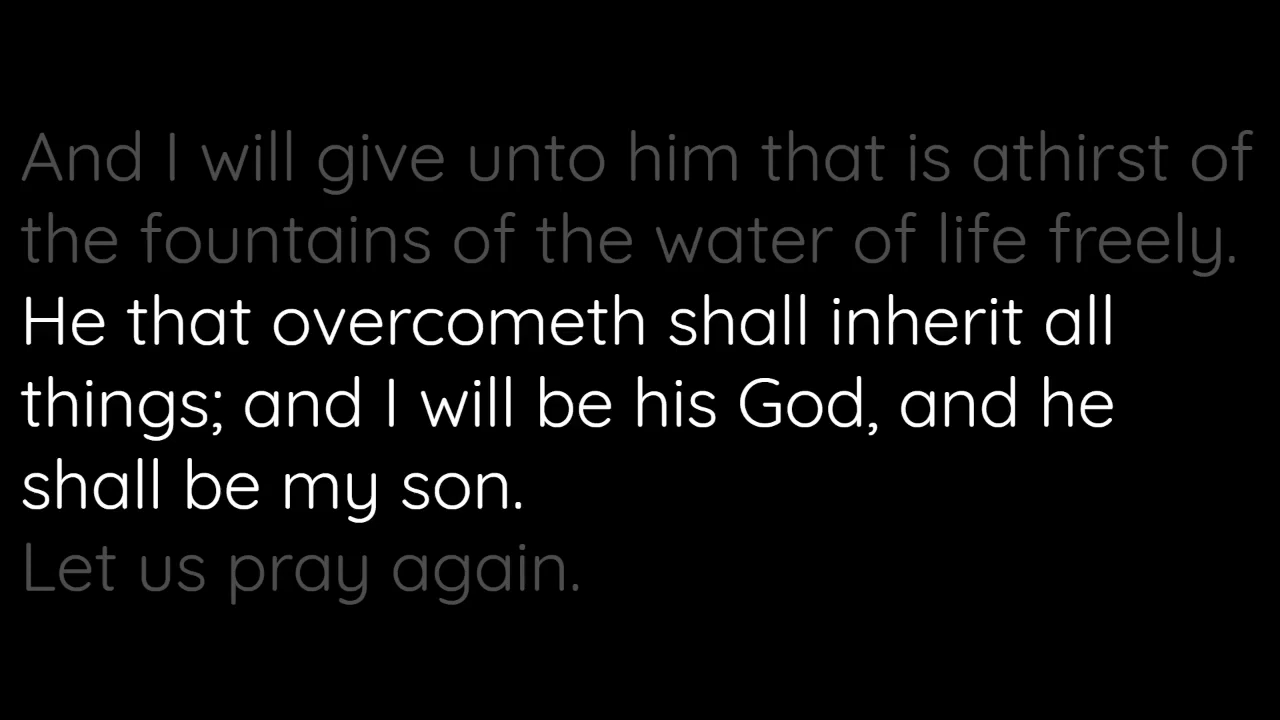 And I will give unto him that is athirst of
the fountains of the water of life freely.
He that overcometh shall inherit all
things; and I will be his God, and he
shall be my son.
Let us pray again.